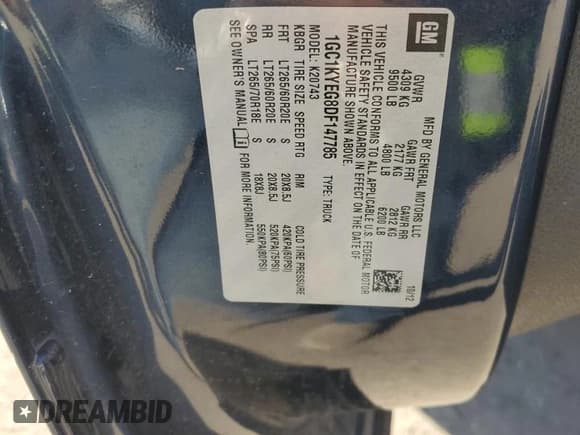 GM
MFD BY GENERAL MOTORS LLC
10/12
GVWR GAWR FRT GAWR RR
4309 KG 2177 KG 2812 KG
9500 LB 4800 LB 6200 LB
THIS VEHICLE CONFORMS TO ALL APPLICABLE U.S. FEDERAL MOTOR
VEHICLE SAFETY STANDARDS IN EFFECT ON THE DATE OF
MANUFACTURE SHOWN ABOVE.
1GC1KYEG8DF147785 TYPE: TRUCK
MODEL: K20743
KBGR TIRE SIZE SPEED RTG RIM COLD TIRE PRESSURE
FRT LT265/60R20E S 20X8.5J 420KPA(60PSI)
RR LT265/60R20E S 20X8.5J 520KPA(75PSI)
SPA LT265/70R18E S 18X8J 550KPA(80PSI)
SEE OWNER'S MANUAL
DREAMBID